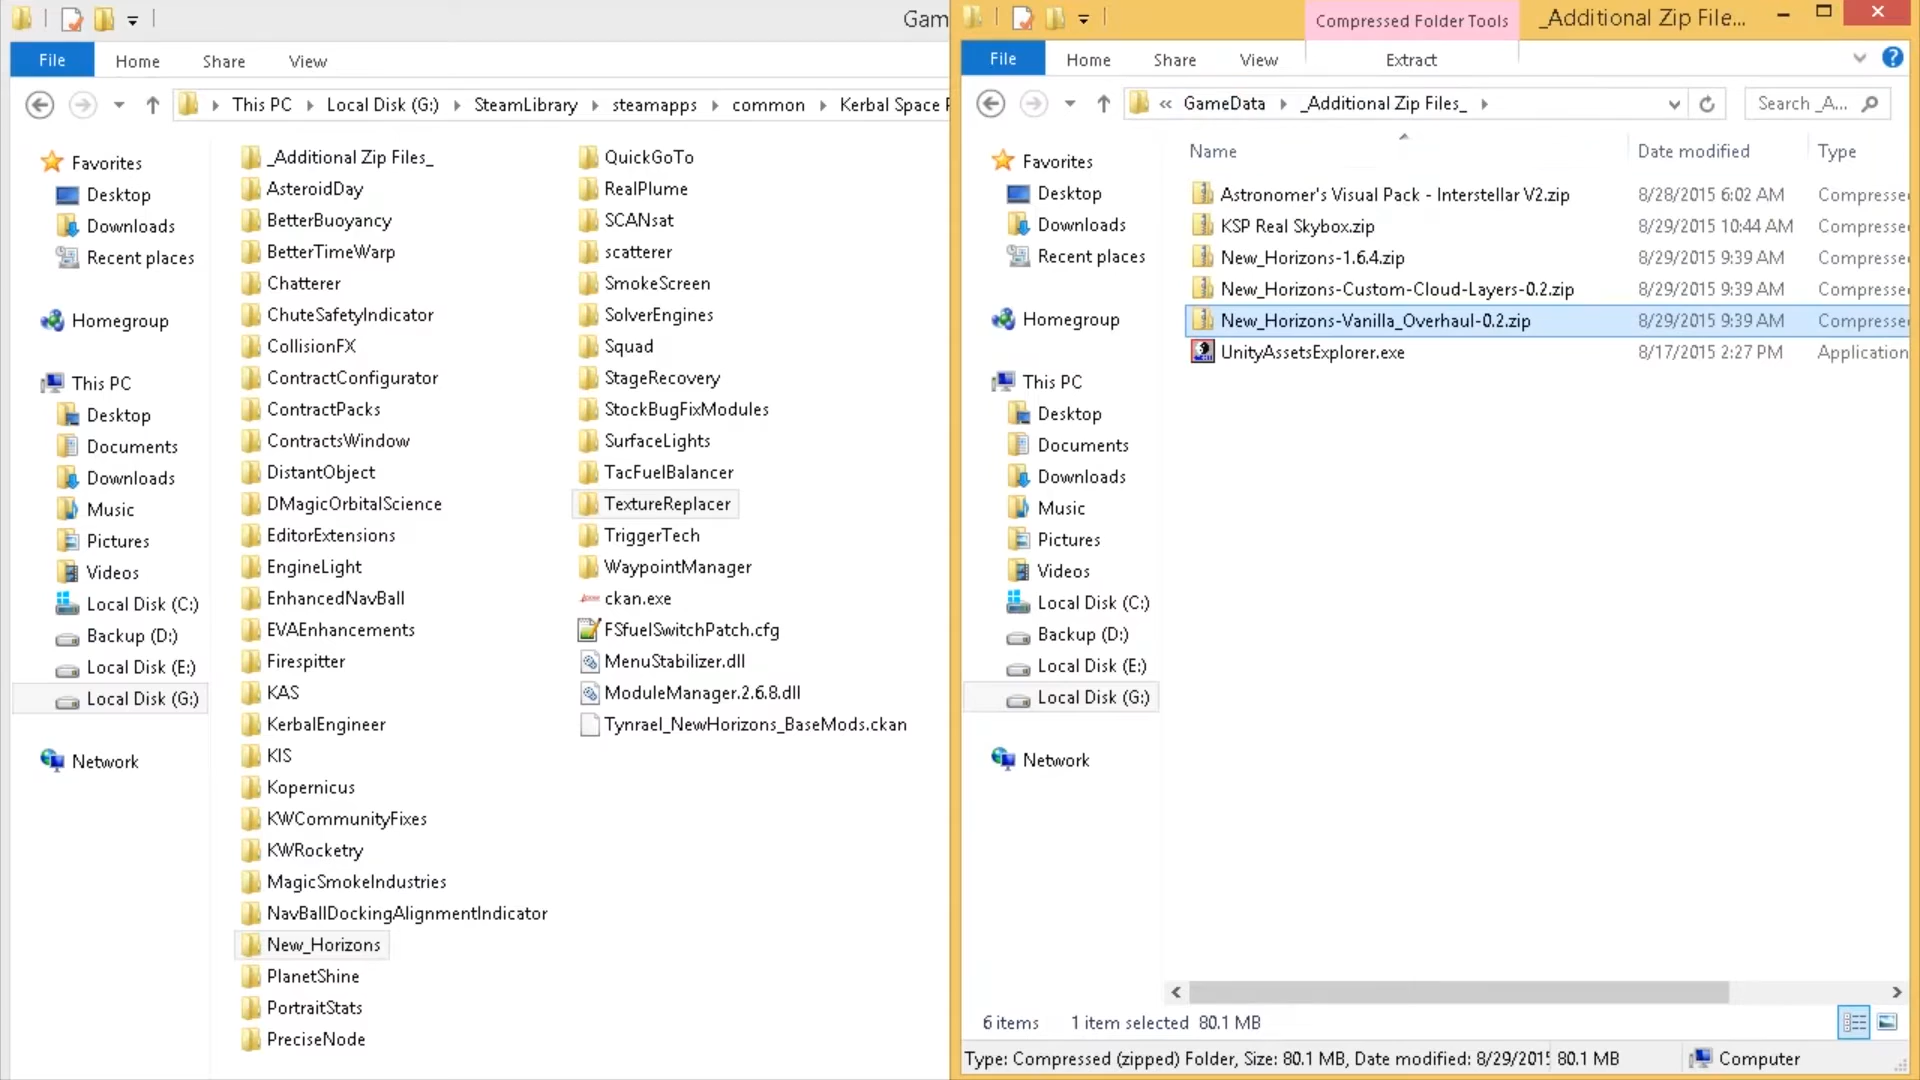 Gam
File
Home
Share
View
This PC
Local Disk (G:)
SteamLibrary
steamapps
common
Kerbal Space
Favorites
Desktop
Downloads
Recent places
Homegroup
This PC
Desktop
Documents
Downloads
Music
Pictures
Videos
Local Disk (C:)
Backup (D:)
Local Disk (E:)
Local Disk (G:)
Network
_Additional Zip Files_
AsteroidDay
BetterBuoyancy
BetterTimeWarp
Chatterer
ChuteSafetyIndicator
CollisionFX
ContractConfigurator
ContractPacks
ContractsWindow
DistantObject
DMagicOrbitalScience
EditorExtensions
EngineLight
EnhancedNavBall
EVAEnhancements
Firespitter
KAS
KerbalEngineer
KIS
Kopernicus
KWCommunityFixes
KWRocketry
MagicSmokeIndustries
NavBallDockingAlignmentIndicator
New_Horizons
PlanetShine
PortraitStats
PreciseNode
QuickGoTo
RealPlume
SCANsat
scatterer
SmokeScreen
SolverEngines
Squad
StageRecovery
StockBugFixModules
SurfaceLights
TacFuelBalancer
TextureReplacer
TriggerTech
WaypointManager
ckan.exe
FSfuelSwitchPatch.cfg
MenuStabilizer.dll
ModuleManager.2.6.8.dll
Tynrael_NewHorizons_BaseMods.ckan
Compressed Folder Tools
_Additional Zip File...
File
Home
Share
View
Extract
« GameData
_Additional Zip Files_
Search _A...
Favorites
Desktop
Downloads
Recent places
Homegroup
This PC
Desktop
Documents
Downloads
Music
Pictures
Videos
Local Disk (C:)
Backup (D:)
Local Disk (E:)
Local Disk (G:)
Network
Name Date modified Type
Astronomer's Visual Pack - Interstellar V2.zip 8/28/2015 6:02 AM Compresse
KSP Real Skybox.zip 8/29/2015 10:44 AM Compresse
New_Horizons-1.6.4.zip 8/29/2015 9:39 AM Compresse
New_Horizons-Custom-Cloud-Layers-0.2.zip 8/29/2015 9:39 AM Compresse
New_Horizons-Vanilla_Overhaul-0.2.zip 8/29/2015 9:39 AM Compresse
UnityAssetsExplorer.exe 8/17/2015 2:27 PM Application
6 items 1 item selected 80.1 MB
Type: Compressed (zipped) Folder, Size: 80.1 MB, Date modified: 8/29/2015 80.1 MB Computer